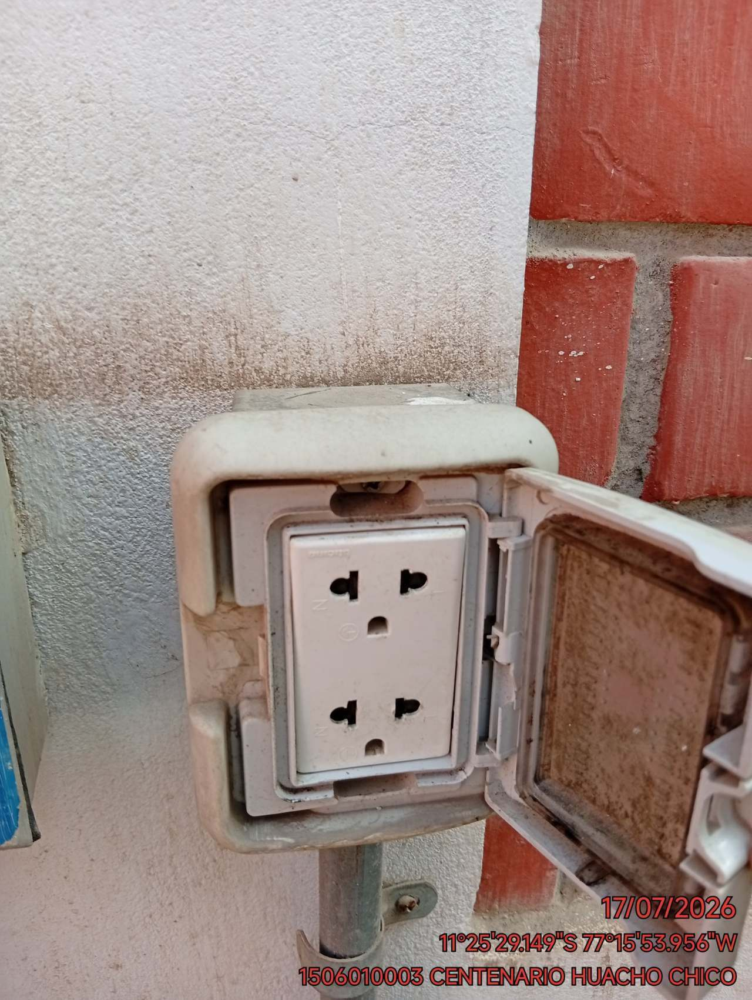 N
N
17/07/2026
11°25'29.149"S 77°15'53.956"W
1506010003 CENTENARIO HUACHO CHICO